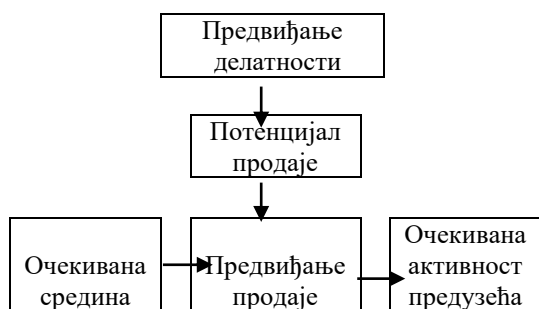 Предвиђање
делатности
Потенцијал
продаје
Очекивана
средина
Предвиђање
продаје
Очекивана
активност
предузећа